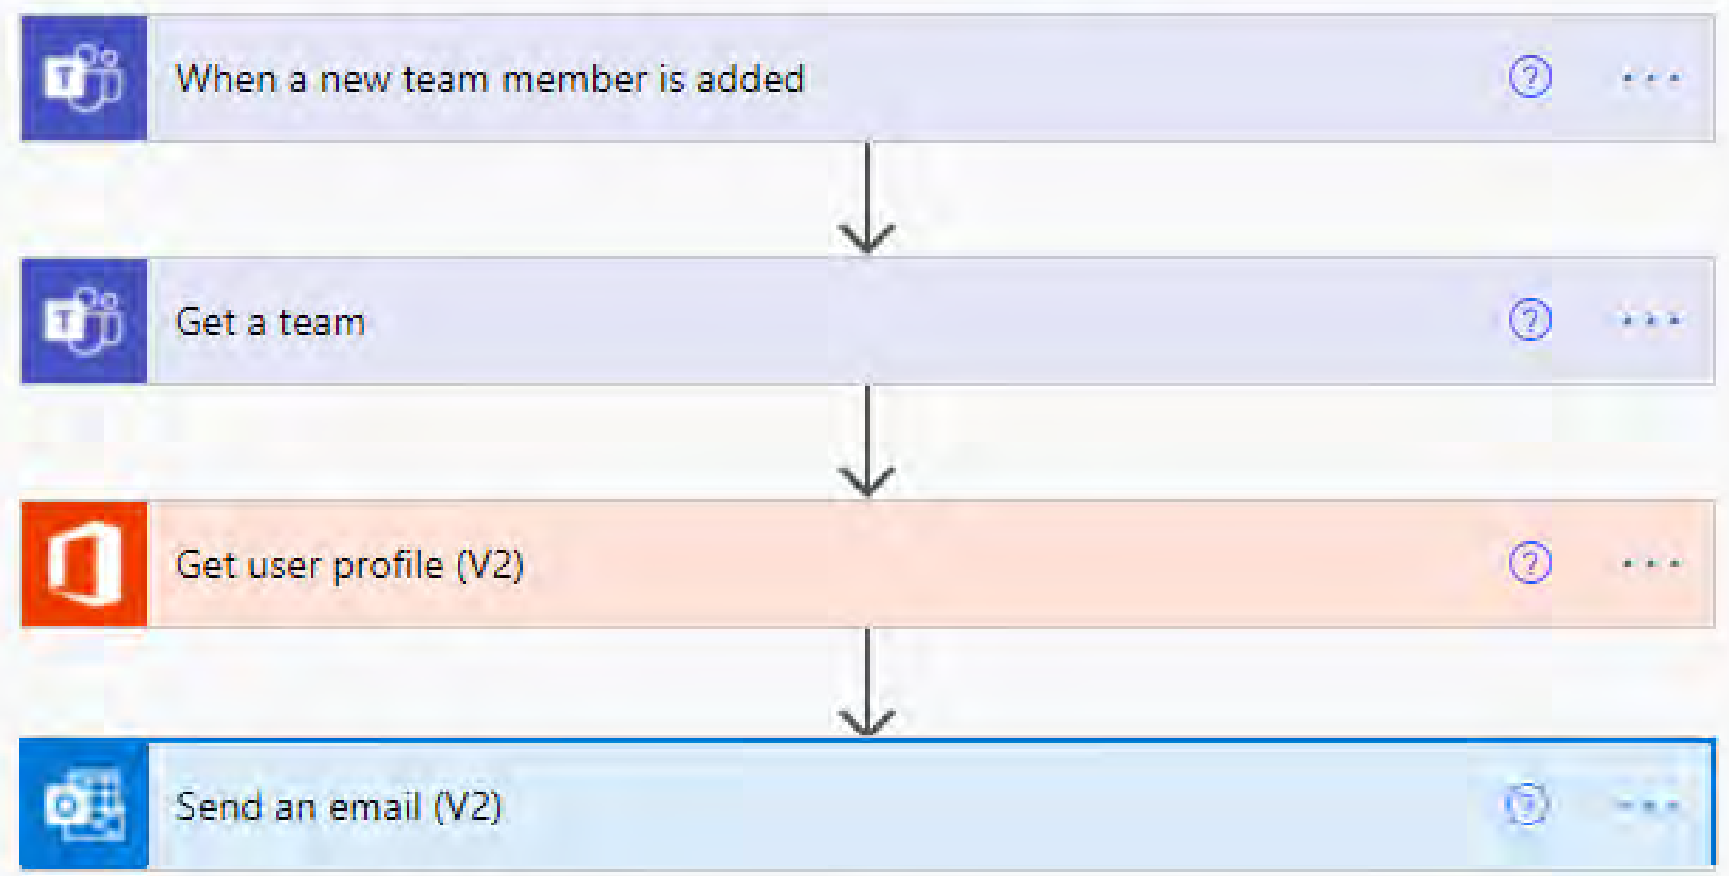 When a new team member is added
Get a team
Get user profile (V2)
Send an email (V2)